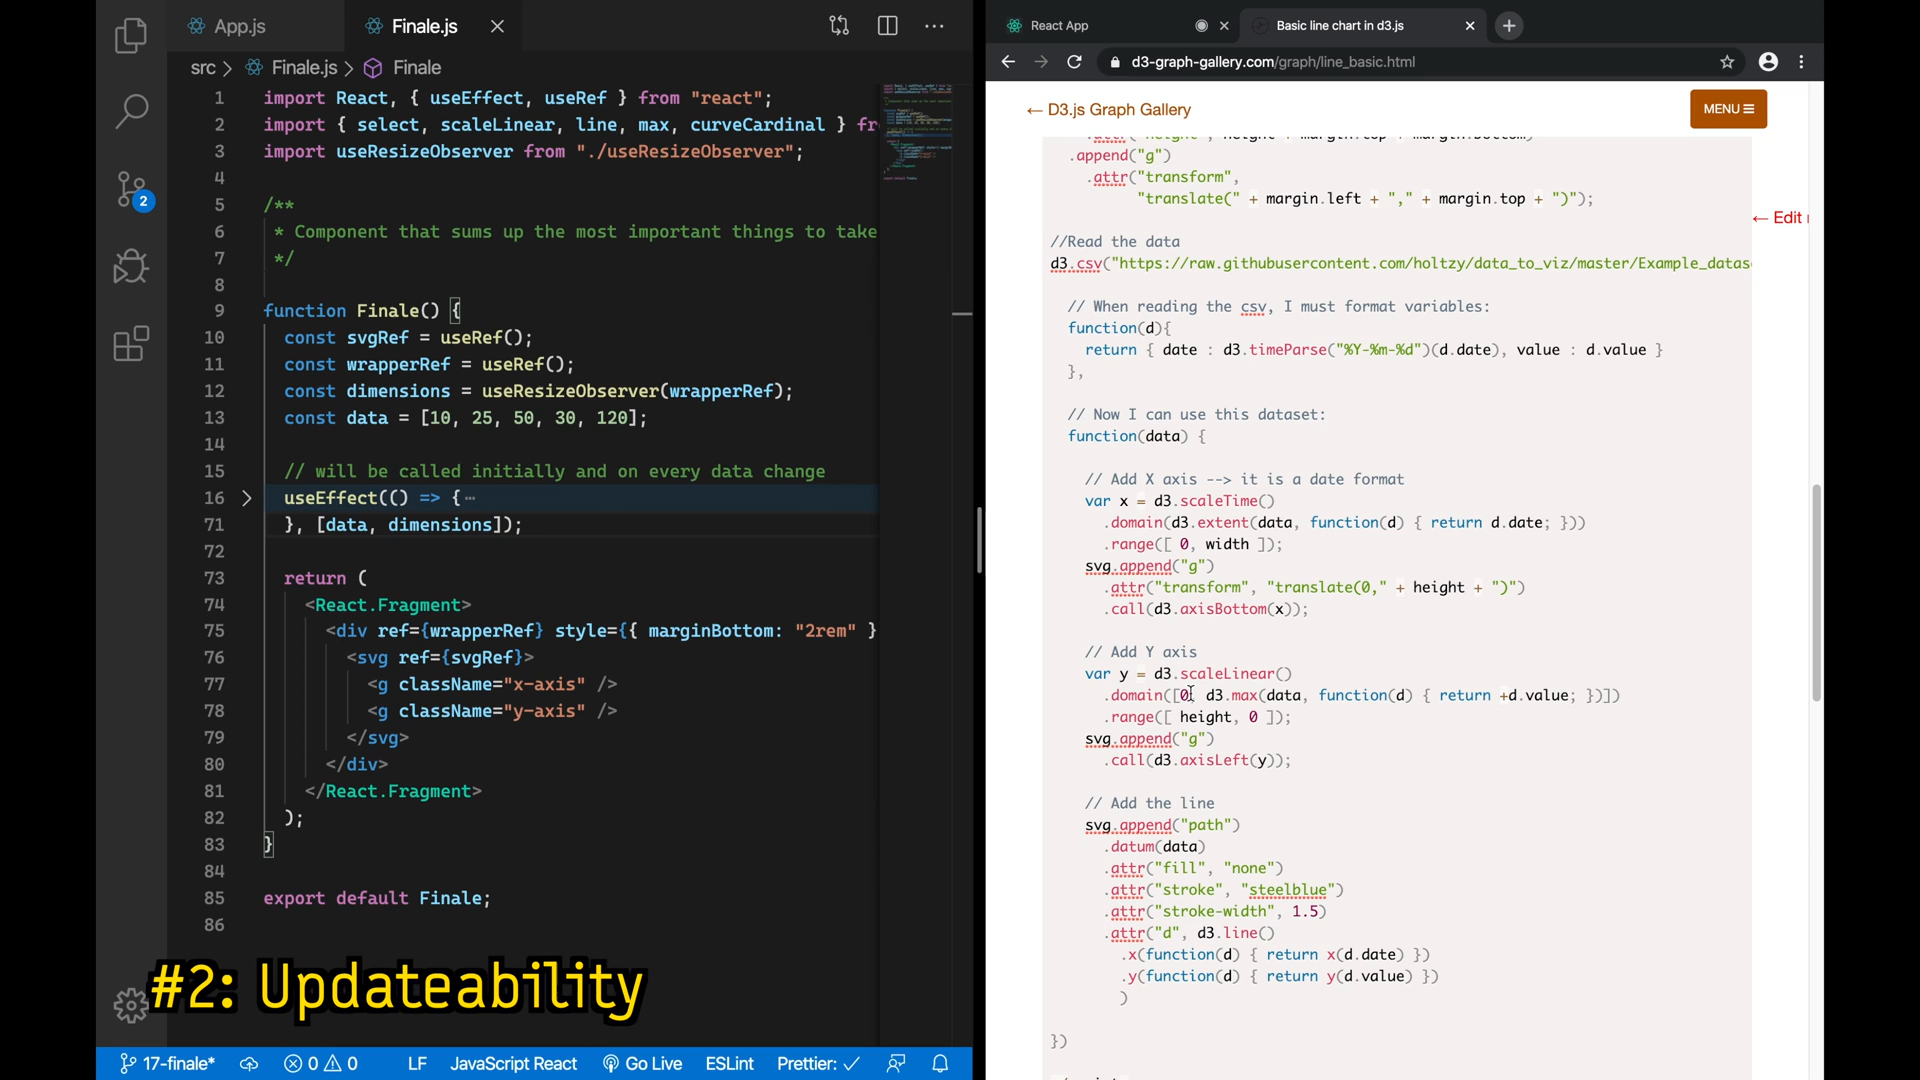 App.js
Finale.js
src > Finale.js > Finale
1 import React, { useEffect, useRef } from "react";
2 import { select, scaleLinear, line, max, curveCardinal } fr
3 import useResizeObserver from "./useResizeObserver";
4
5 /**
6 * Component that sums up the most important things to take
7 */
8
9 function Finale() {
10 const svgRef = useRef();
11 const wrapperRef = useRef();
12 const dimensions = useResizeObserver(wrapperRef);
13 const data = [10, 25, 50, 30, 120];
14
15 // will be called initially and on every data change
16 useEffect(() => {
71 }, [data, dimensions]);
72
73 return (
74 <React.Fragment>
75 <div ref={wrapperRef} style={{ marginBottom: "2rem" }
76 <svg ref={svgRef}>
77 <g className="x-axis" />
78 <g className="y-axis" />
79 </svg>
80 </div>
81 </React.Fragment>
82 );
83 }
84
85 export default Finale;
86
2
#2: Updateability
17-finale*
0 0
LF
JavaScript React
Go Live
ESLint
Prettier: ✓
React App
Basic line chart in d3.js
d3-graph-gallery.com/graph/line_basic.html
← D3.js Graph Gallery
MENU
.attr("height", height + margin.top + margin.bottom)
.append("g")
.attr("transform",
"translate(" + margin.left + "," + margin.top + ")");
← Edit
//Read the data
d3.csv("https://raw.githubusercontent.com/holtzy/data_to_viz/master/Example_datas
// When reading the csv, I must format variables:
function(d){
return { date : d3.timeParse("%Y-%m-%d")(d.date), value : d.value }
},
// Now I can use this dataset:
function(data) {
// Add X axis --> it is a date format
var x = d3.scaleTime()
.domain(d3.extent(data, function(d) { return d.date; }))
.range([ 0, width ]);
svg.append("g")
.attr("transform", "translate(0," + height + ")")
.call(d3.axisBottom(x));
// Add Y axis
var y = d3.scaleLinear()
.domain([0, d3.max(data, function(d) { return +d.value; })])
.range([ height, 0 ]);
svg.append("g")
.call(d3.axisLeft(y));
// Add the line
svg.append("path")
.datum(data)
.attr("fill", "none")
.attr("stroke", "steelblue")
.attr("stroke-width", 1.5)
.attr("d", d3.line()
.x(function(d) { return x(d.date) })
.y(function(d) { return y(d.value) })
)
})